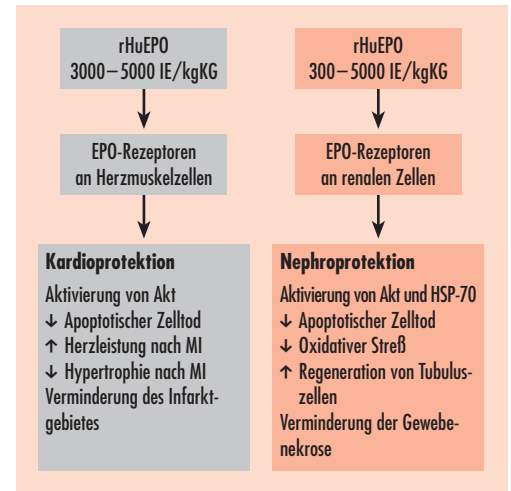 rHuEPO
3000–5000 IE/kgKG
EPO-Rezeptoren
an Herzmuskelzellen
Kardioprotektion
Aktivierung von Akt
↓ Apoptotischer Zelltod
↑ Herzleistung nach MI
↓ Hypertrophie nach MI
Verminderung des Infarkt-
gebietes
rHuEPO
300–5000 IE/kgKG
EPO-Rezeptoren
an renalen Zellen
Nephroprotektion
Aktivierung von Akt und HSP-70
↓ Apoptotischer Zelltod
↓ Oxidativer Streß
↑ Regeneration von Tubulus-
zellen
Verminderung der Gewebe-
nekrose